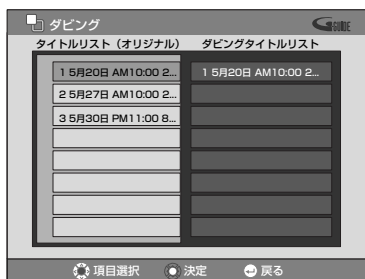 ダビング
GGUIDE
タイトルリスト（オリジナル） ダビングタイトルリスト
1 5月20日 AM10:00 2... 1 5月20日 AM10:00 2...
2 5月27日 AM10:00 2...
3 5月30日 PM11:00 8...
項目選択 決定 戻る